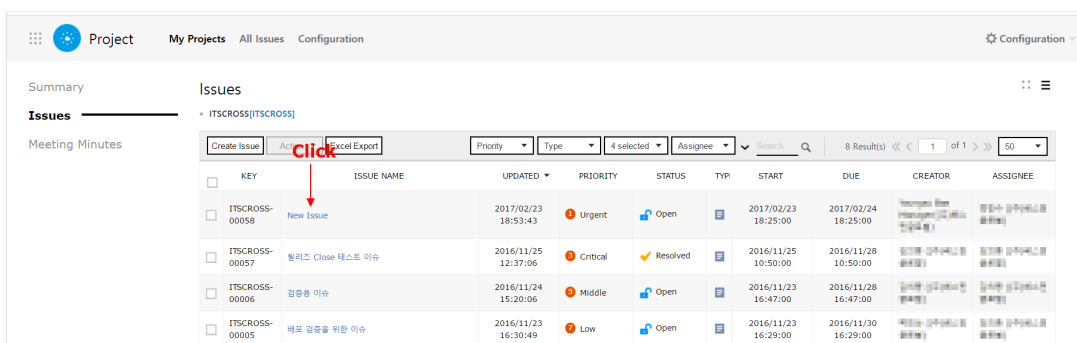 Project My Projects All Issues Configuration Configuration
Summary
Issues
Meeting Minutes
Issues
ITSCROSS[ITSCROSS]
Create Issue Excel Export Priority Type 4 selected Assignee Search 8 Result(s) 1 of 1 50
Click
KEY ISSUE NAME UPDATED PRIORITY STATUS TYP START DUE CREATOR ASSIGNEE
ITSCROSS-00058 New Issue 2017/02/23 18:53:43 1 Urgent Open 2017/02/23 18:25:00 2017/02/24 18:25:00
ITSCROSS-00057 릴리즈 Close 테스트 이슈 2016/11/25 12:37:06 3 Critical Resolved 2016/11/25 10:50:00 2016/11/28 10:50:00
ITSCROSS-00006 검증용 이슈 2016/11/24 15:20:06 5 Middle Open 2016/11/23 16:47:00 2016/11/28 16:47:00
ITSCROSS-00005 배포 검증을 위한 이슈 2016/11/23 16:30:49 7 Low Open 2016/11/23 16:29:00 2016/11/30 16:29:00